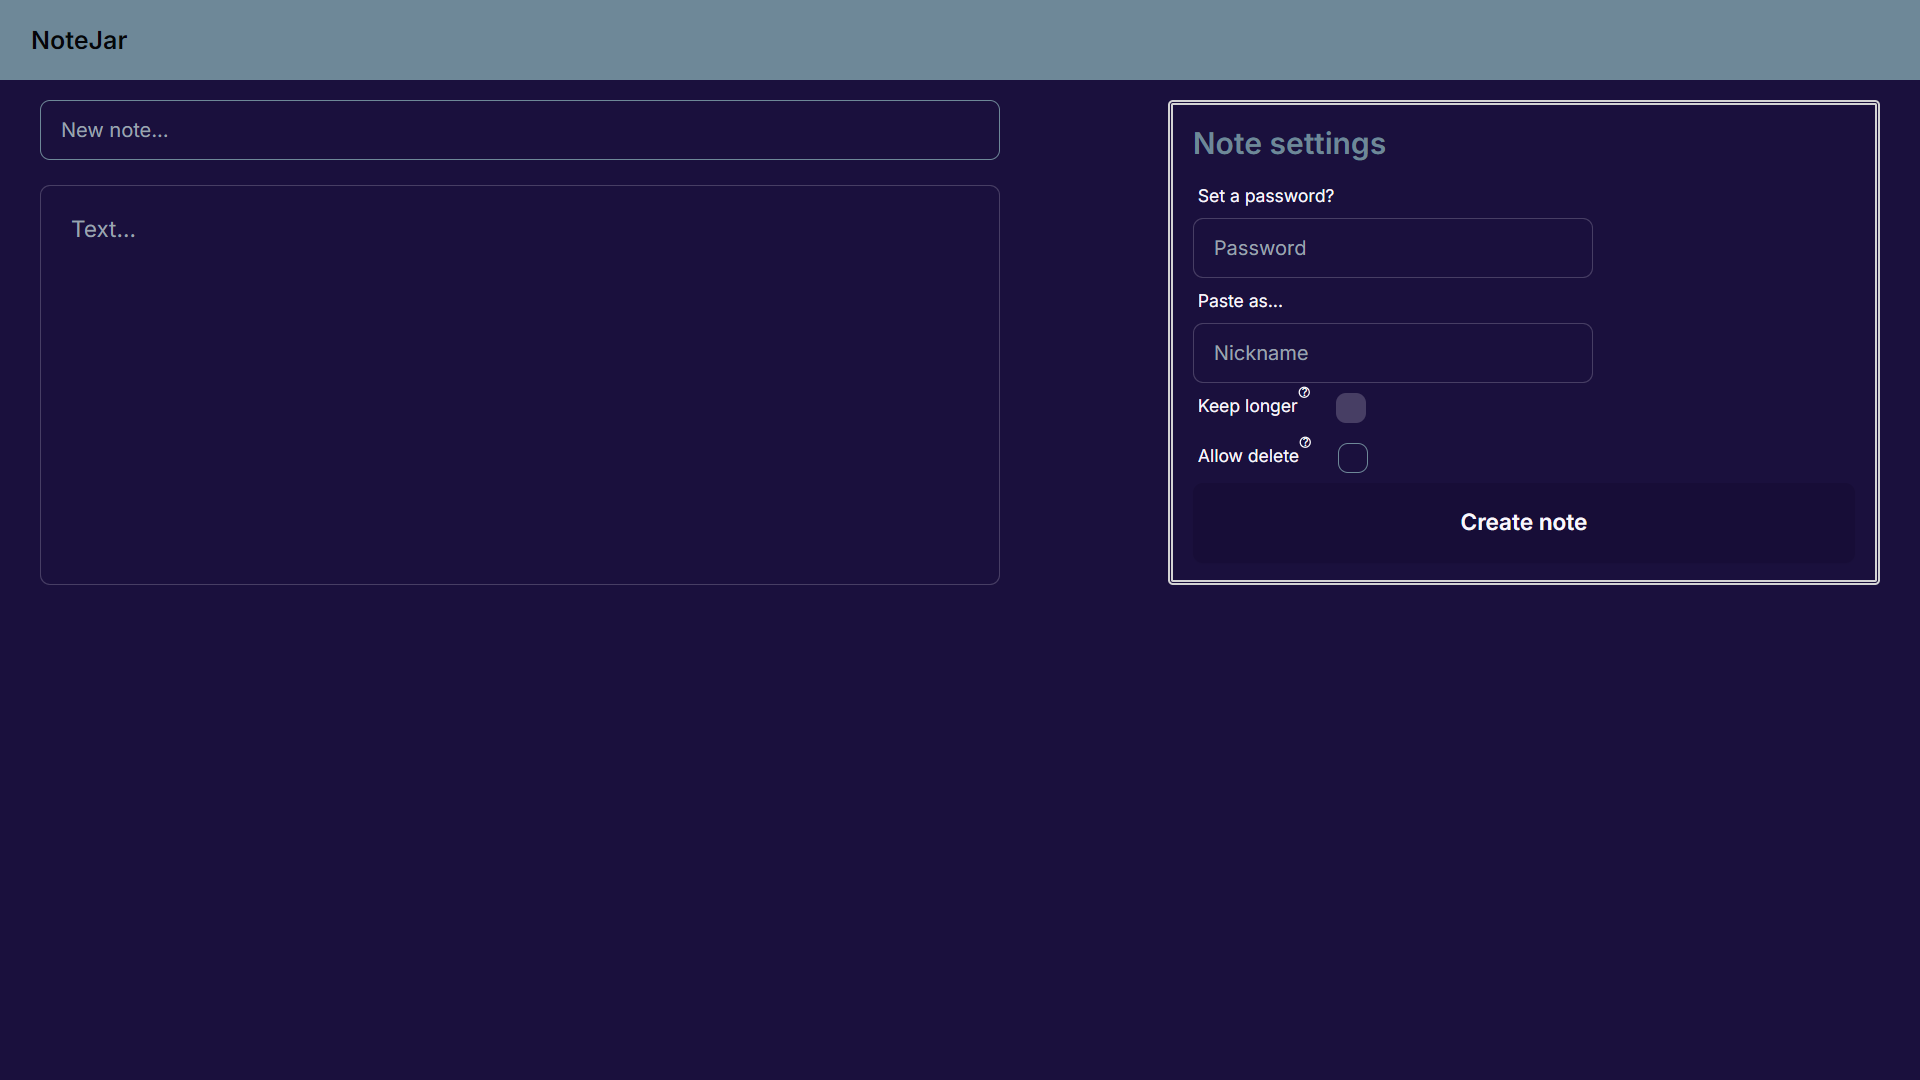 NoteJar
New note...
Text...
Note settings
Set a password?
Password
Paste as...
Nickname
Keep longer ?
Allow delete ?
Create note